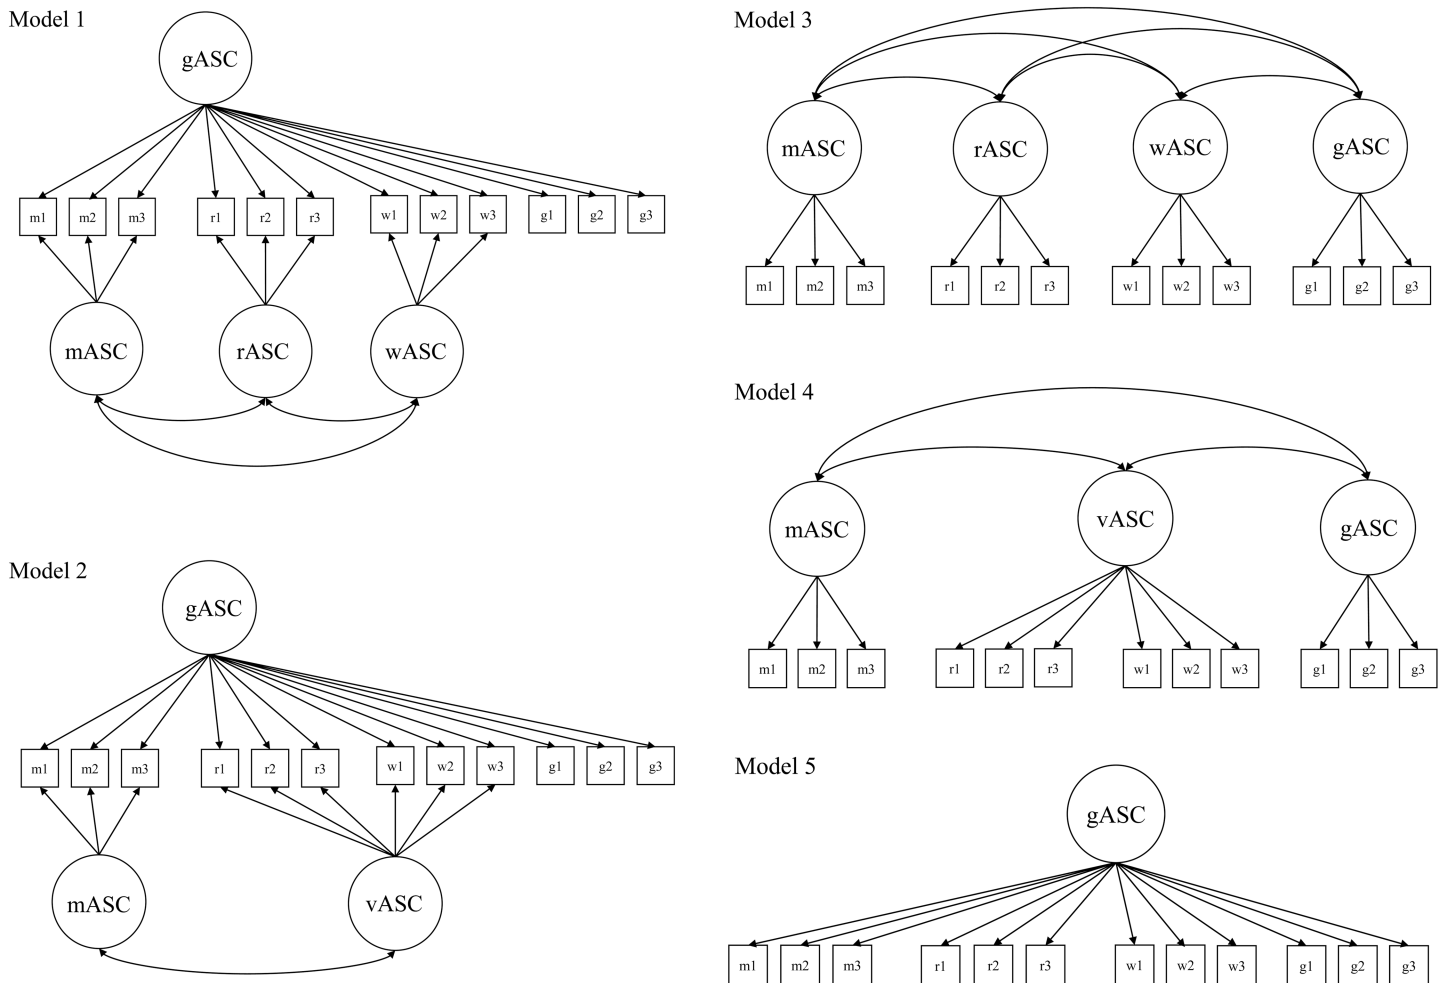 Model 1
gASC
m1 m2 m3 r1 r2 r3 w1 w2 w3 g1 g2 g3
mASC rASC wASC
Model 2
gASC
m1 m2 m3 r1 r2 r3 w1 w2 w3 g1 g2 g3
mASC vASC
Model 3
mASC rASC wASC gASC
m1 m2 m3 r1 r2 r3 w1 w2 w3 g1 g2 g3
Model 4
mASC vASC gASC
m1 m2 m3 r1 r2 r3 w1 w2 w3 g1 g2 g3
Model 5
gASC
m1 m2 m3 r1 r2 r3 w1 w2 w3 g1 g2 g3